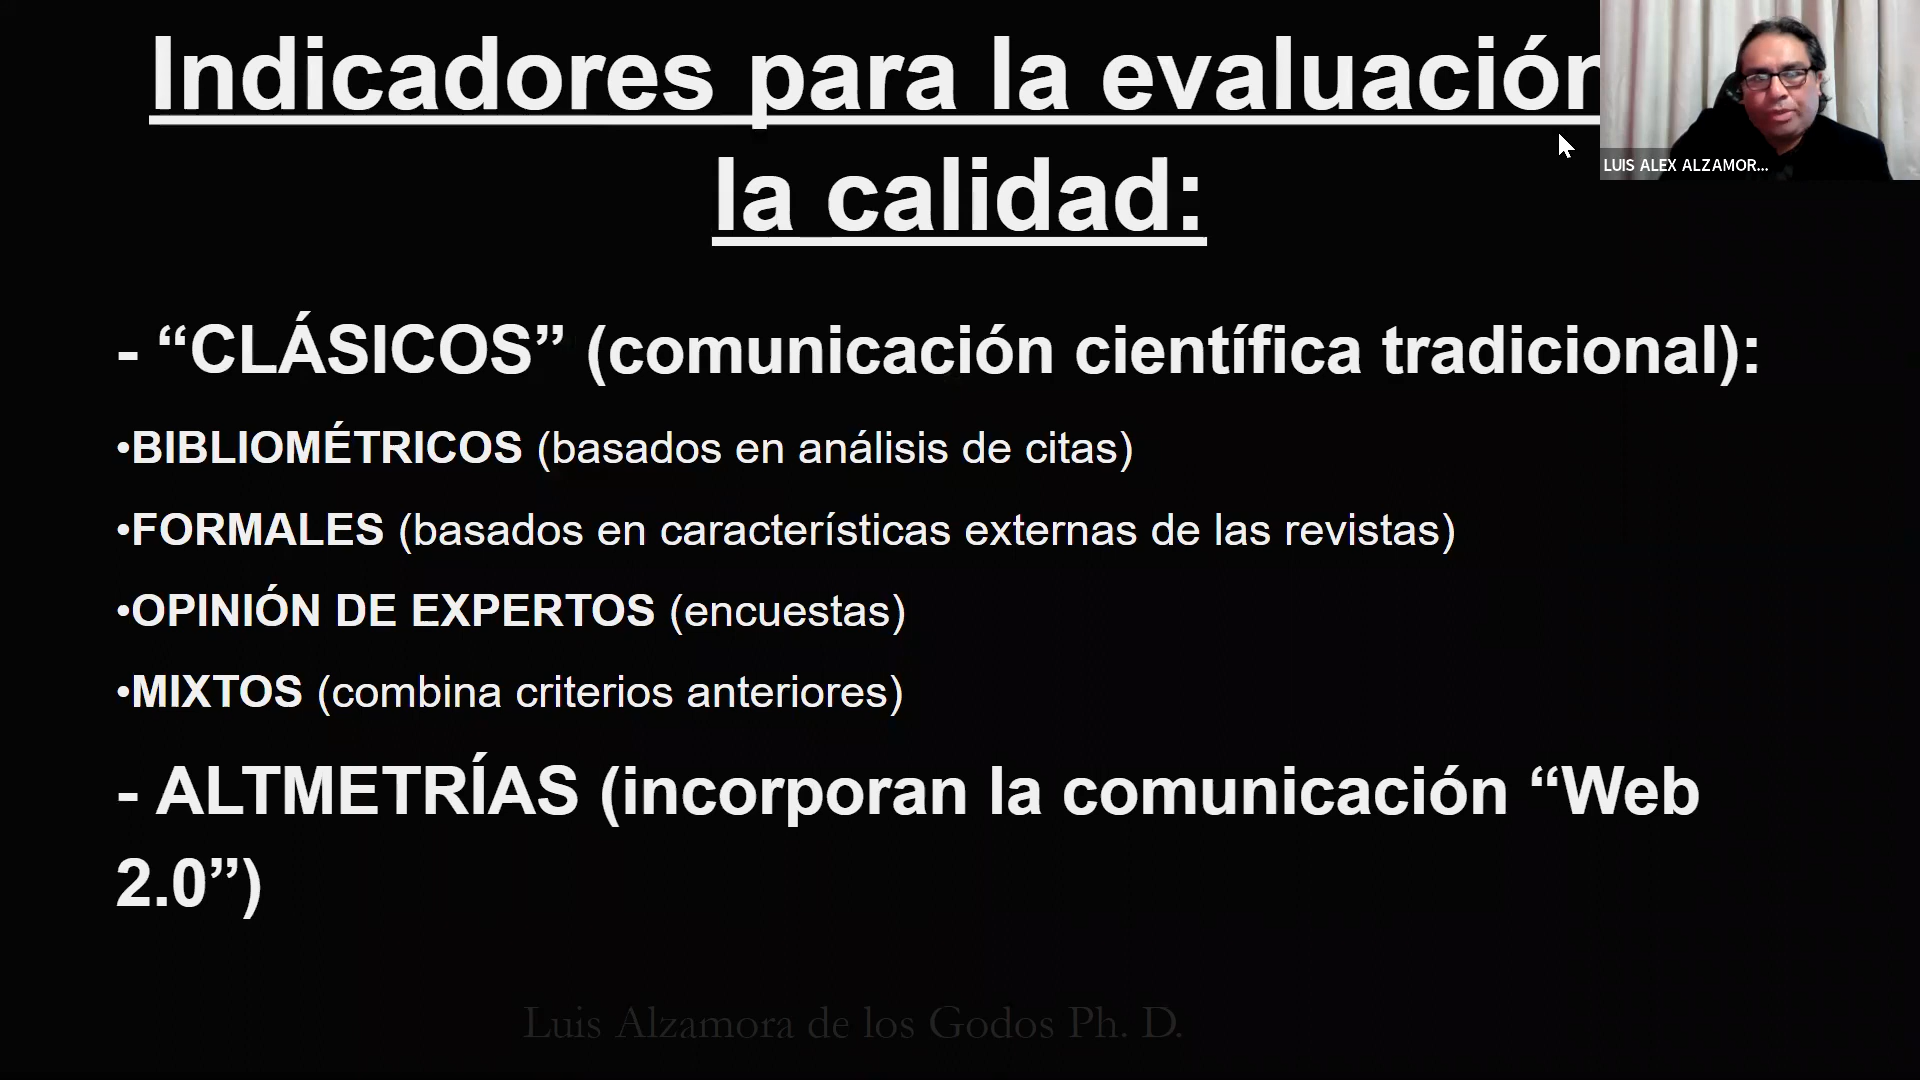 Indicadores para la evaluación
la calidad:
LUIS ALEX ALZAMOR...
- “CLÁSICOS” (comunicación científica tradicional):
•BIBLIOMÉTRICOS (basados en análisis de citas)
•FORMALES (basados en características externas de las revistas)
•OPINIÓN DE EXPERTOS (encuestas)
•MIXTOS (combina criterios anteriores)
- ALTMETRÍAS (incorporan la comunicación “Web
2.0”)
Luis Alzamora de los Godos Ph. D.